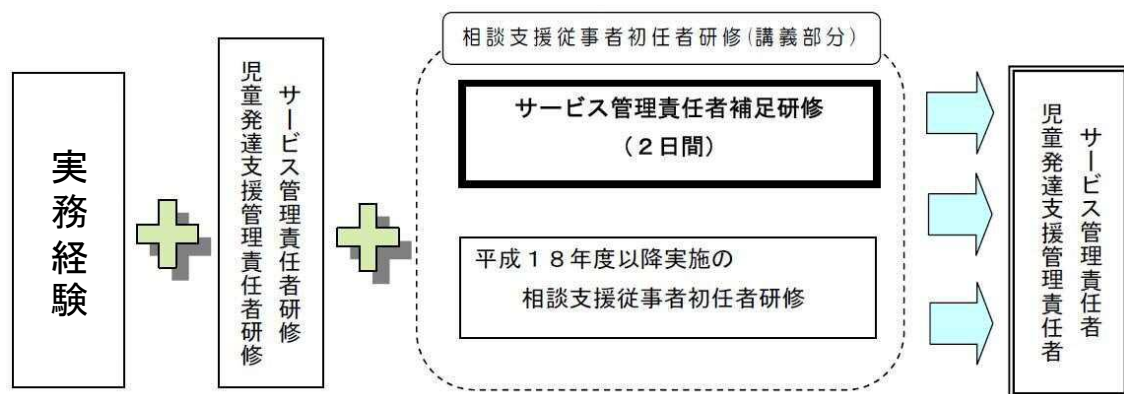 実務経験
サービス管理責任者研修
児童発達支援管理責任者研修
相談支援従事者初任者研修(講義部分)
サービス管理責任者補足研修
(2日間)
平成18年度以降実施の
相談支援従事者初任者研修
サービス管理責任者
児童発達支援管理責任者